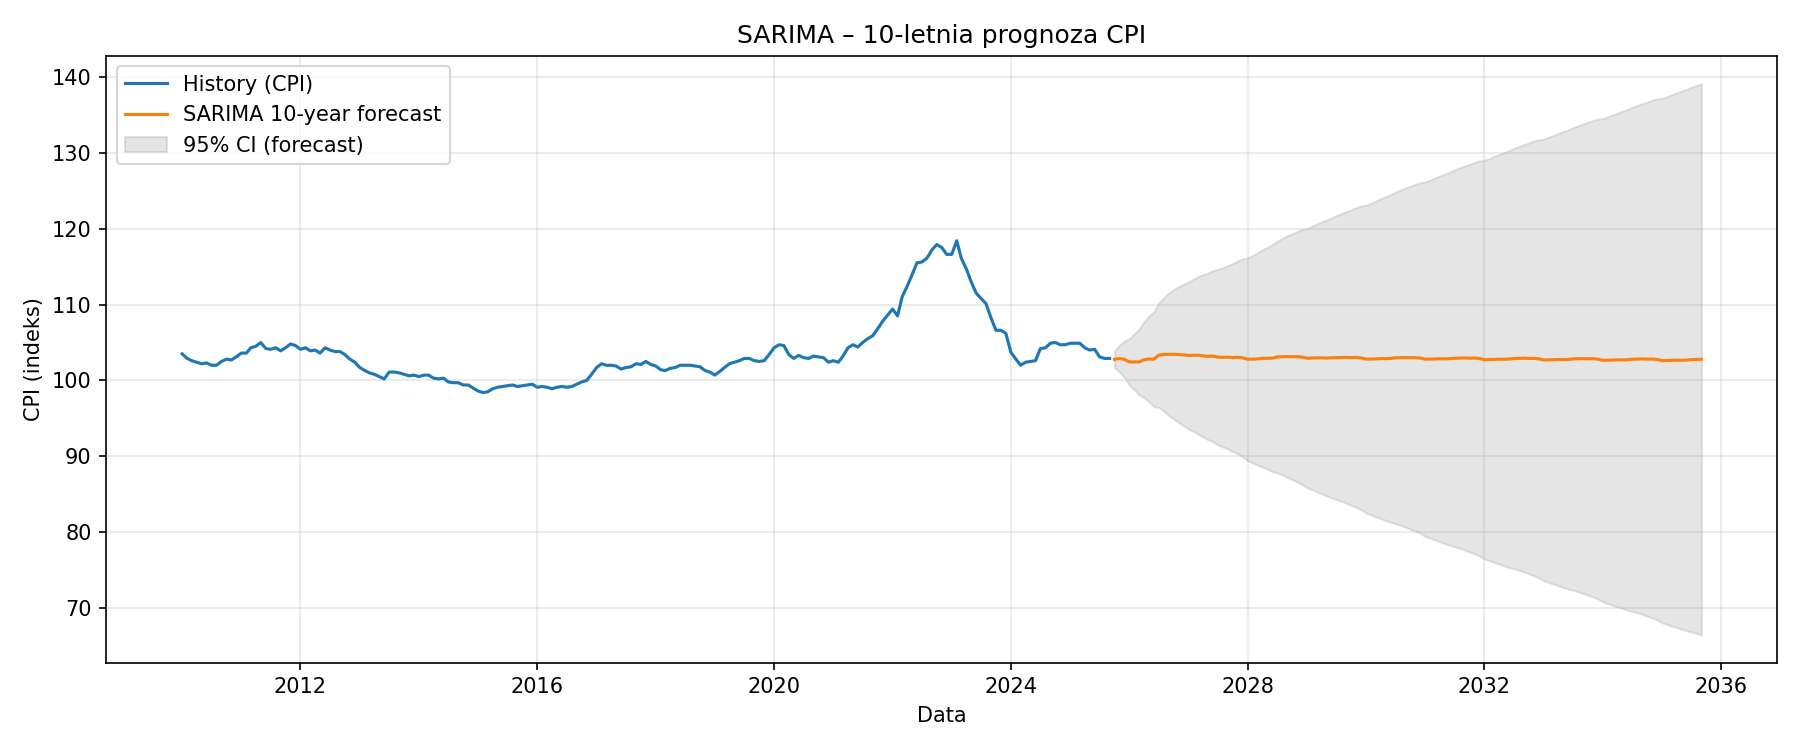 SARIMA – 10-letnia prognoza CPI
History (CPI)
SARIMA 10-year forecast
95% CI (forecast)
CPI (indeks)
140
130
120
110
100
90
80
70
2012 2016 2020 2024 2028 2032 2036
Data